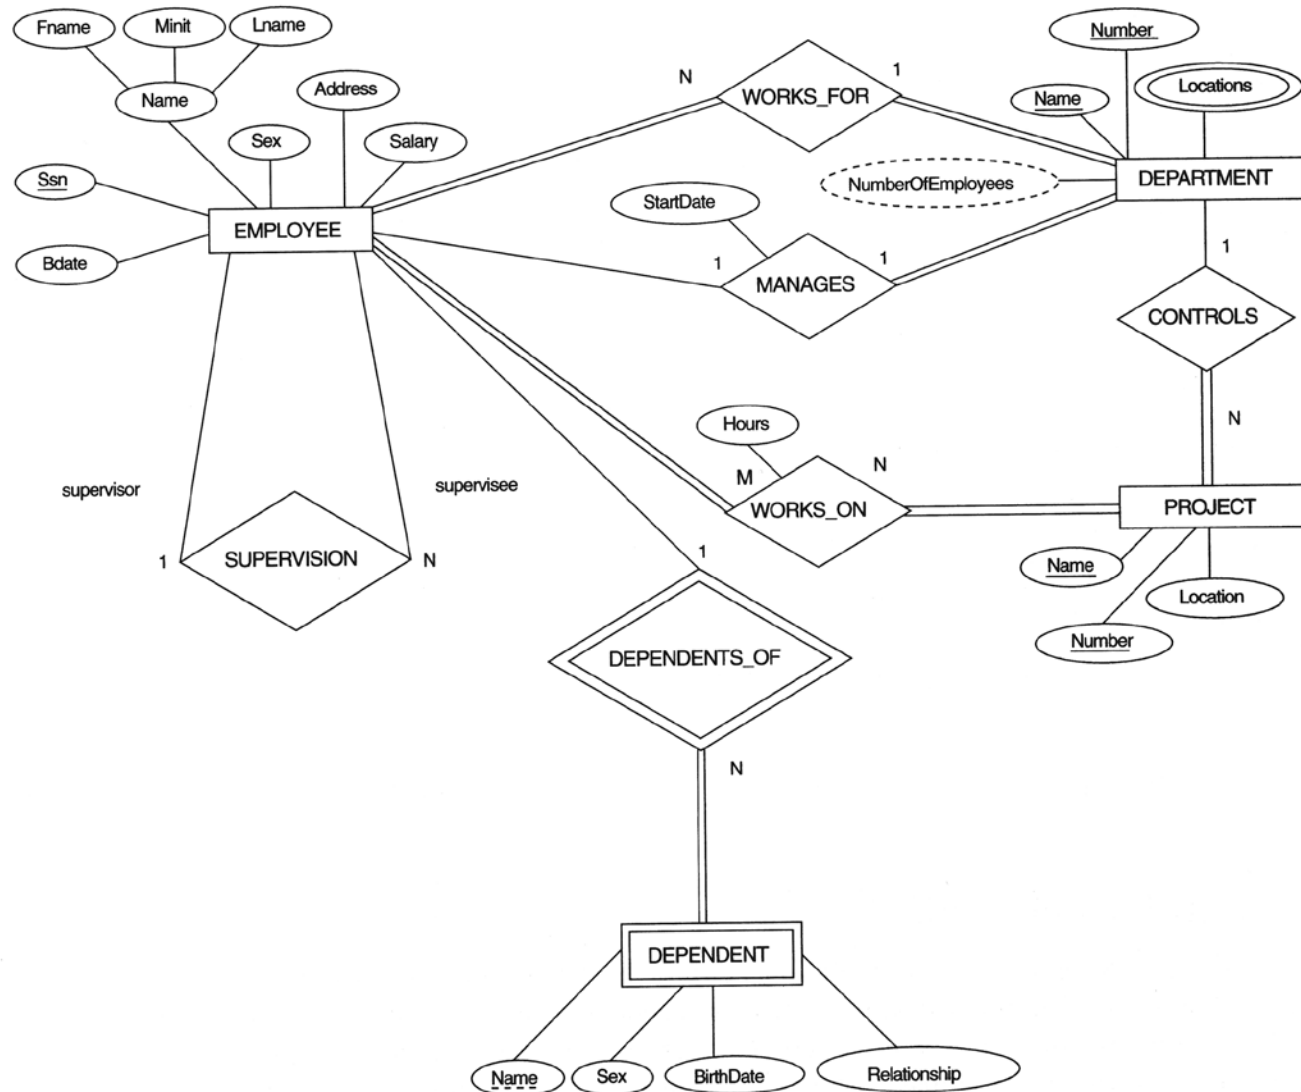 Fname
Minit
Lname
Number
Name
Address
N
1
WORKS_FOR
Name
Locations
Sex
Salary
Ssn
NumberOfEmployees
DEPARTMENT
StartDate
EMPLOYEE
Bdate
1
MANAGES
1
1
CONTROLS
Hours
N
supervisor
supervisee
M
N
WORKS_ON
PROJECT
1
SUPERVISION
N
1
Name
Location
Number
DEPENDENTS_OF
N
DEPENDENT
Name
Sex
BirthDate
Relationship